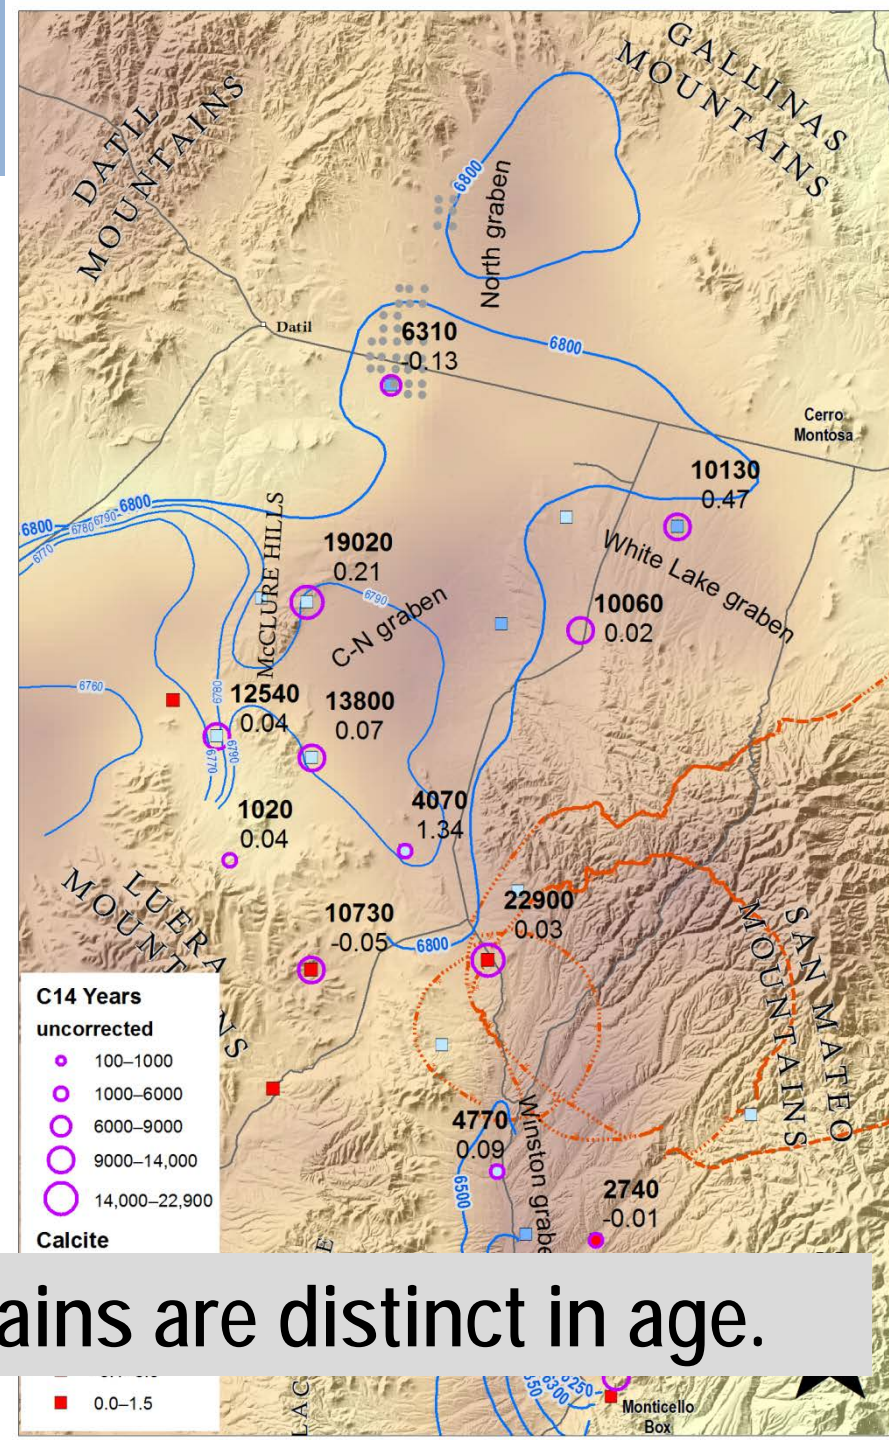 GALLINAS
MOUNTAINS
DATIL
MOUNTAINS
6800
North graben
Datil
6310
-0.13
6800
Cerro
Montosa
10130
0.47
6800
6790
6780
6800
6770
McCLURE HILLS
19020
0.21
6790
C-N graben
White Lake graben
10060
0.02
6760
6780
12540
0.04
13800
0.07
6770
6790
1020
0.04
4070
1.34
LUERA
MOUNTAINS
10730
-0.05
6800
22900
0.03
SAN MATEO
MOUNTAINS
C14 Years
uncorrected
100–1000
1000–6000
6000–9000
9000–14,000
14,000–22,900
Calcite
4770
0.09
Winston grabe
6500
2740
-0.01
ains are distinct in age.
0.0–1.5
6250
6300
Monticello
Box
LAC